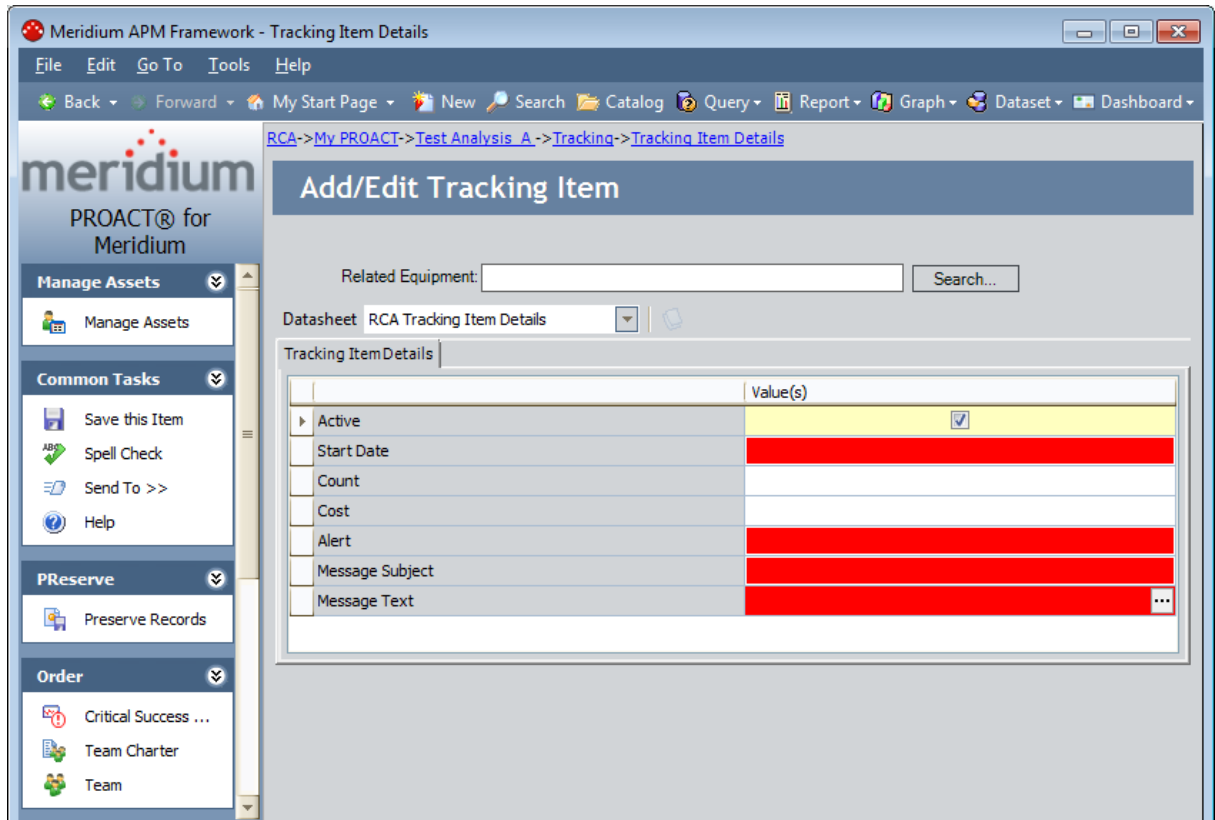 Meridium APM Framework - Tracking Item Details
File Edit Go To Tools Help
Back Forward My Start Page New Search Catalog Query Report Graph Dataset Dashboard
RCA->My PROACT->Test Analysis_A_->Tracking->Tracking Item Details
meridium
PROACT® for
Meridium
Add/Edit Tracking Item
Related Equipment: Search...
Datasheet RCA Tracking Item Details
Tracking Item Details
Value(s)
Active
Start Date
Count
Cost
Alert
Message Subject
Message Text ...
Manage Assets
Manage Assets
Common Tasks
Save this Item
ABC Spell Check
Send To >>
Help
PReserve
Preserve Records
Order
Critical Success ...
Team Charter
Team